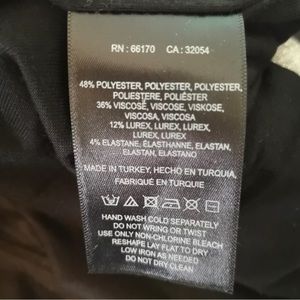 RN : 66170 CA : 32054
48% POLYESTER, POLYESTER, POLYESTER,
POLIESTERE, POLIÉSTER
36% VISCOSE, VISCOSE, VISKOSE,
VISCOSA, VISCOSA
12% LUREX, LUREX, LUREX,
LUREX, LUREX
4% ELASTANE, ÉLASTHANNE, ELASTAN,
ELASTAN, ELASTANO
MADE IN TURKEY, HECHO EN TURQUIA,
FABRIQUÉ EN TURQUIE
HAND WASH COLD SEPARATELY
DO NOT WRING OR TWIST
USE ONLY NON-CHLORINE BLEACH
RESHAPE LAY FLAT TO DRY
LOW IRON AS NEEDED
DO NOT DRY CLEAN